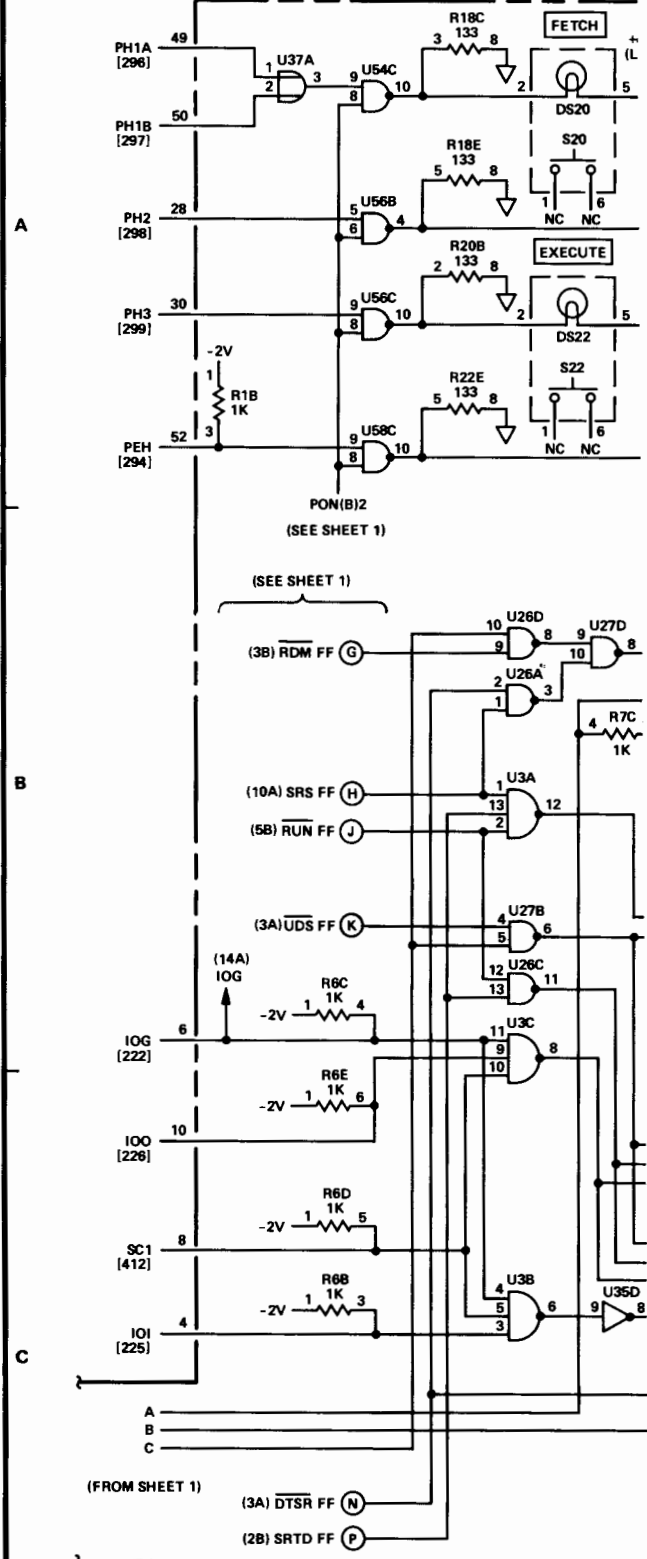 R18C
133
3 8
FETCH
+
(L
PH1A
[296]
49
U37A
1
2
3
U54C
9
8
10
2
5
DS20
PH1B
[297]
50
S20
1 6
NC NC
R18E
133
5 8
A
PH2
[298]
28
U56B
5
6
4
EXECUTE
R20B
133
2 8
PH3
[299]
30
U56C
9
8
10
2
5
DS22
S22
1 6
NC NC
-2V
1
R1B
1K
3
R22E
133
5 8
PEH
[294]
52
U58C
9
8
10
PON(B)2
(SEE SHEET 1)
(SEE SHEET 1)
U26D
10
9
8
U27D
9
10
8
(3B) R̅D̅M̅ FF G
U26A
2
1
3
4 R7C
1K
B
(10A) SRS FF H
U3A
1
13
2
12
(5B) R̅U̅N̅ FF J
(3A) U̅D̅S̅ FF K
U27B
4
5
6
(14A)
IOG
U26C
12
13
11
R6C
1K
-2V 1 4
IOG
[222]
6
U3C
11
9
10
8
R6E
1K
-2V 1 6
IOO
[226]
10
R6D
1K
-2V 1 5
SC1
[412]
8
R6B
1K
-2V 1 3
U3B
4
5
3
6
U35D
9 8
IOI
[225]
4
C
A
B
C
(FROM SHEET 1)
(3A) D̅T̅S̅R̅ FF N
(2B) SRTD FF P